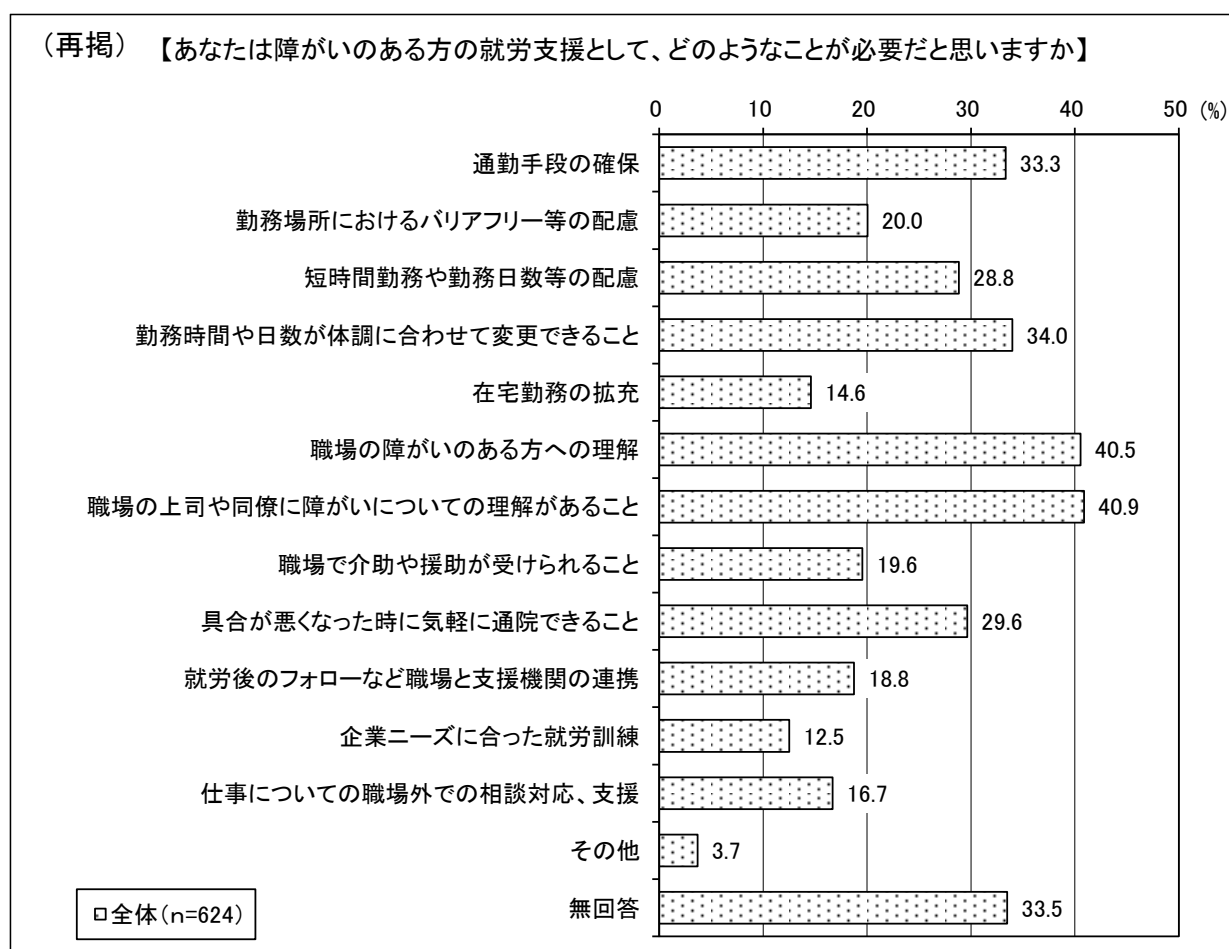 （再掲） 【あなたは障がいのある方の就労支援として、どのようなことが必要だと思いますか】
0 10 20 30 40 50 (%)
通勤手段の確保 33.3
勤務場所におけるバリアフリー等の配慮 20.0
短時間勤務や勤務日数等の配慮 28.8
勤務時間や日数が体調に合わせて変更できること 34.0
在宅勤務の拡充 14.6
職場の障がいのある方への理解 40.5
職場の上司や同僚に障がいについての理解があること 40.9
職場で介助や援助が受けられること 19.6
具合が悪くなった時に気軽に通院できること 29.6
就労後のフォローなど職場と支援機関の連携 18.8
企業ニーズに合った就労訓練 12.5
仕事についての職場外での相談対応、支援 16.7
その他 3.7
無回答 33.5
全体（n=624）